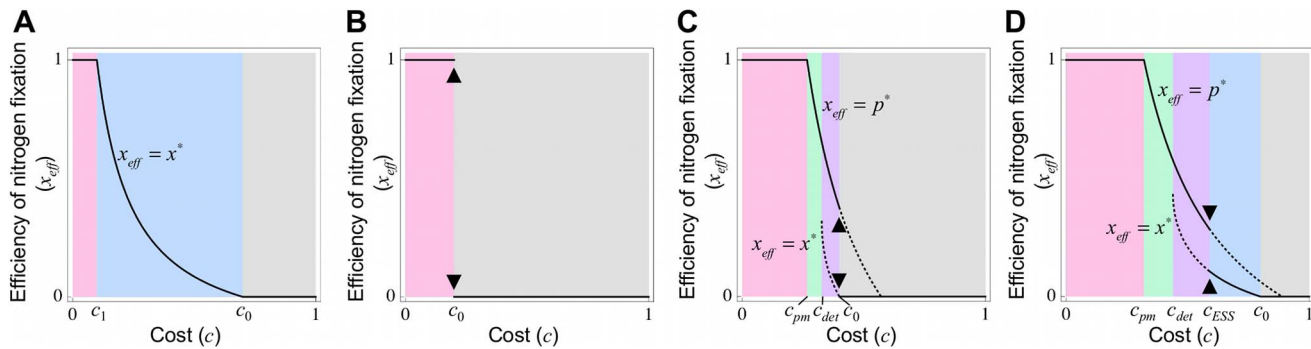 A
Efficiency of nitrogen fixation
(x_eff)
1
0
x_eff = x*
0
c_1
c_0
1
Cost (c)
B
Efficiency of nitrogen fixation
(x_eff)
1
0
0
c_0
1
Cost (c)
C
Efficiency of nitrogen fixation
(x_eff)
1
0
x_eff = p*
x_eff = x*
0
c_pm
c_det
c_0
1
Cost (c)
D
Efficiency of nitrogen fixation
(x_eff)
1
0
x_eff = p*
x_eff = x*
0
c_pm
c_det
c_ESS
c_0
1
Cost (c)